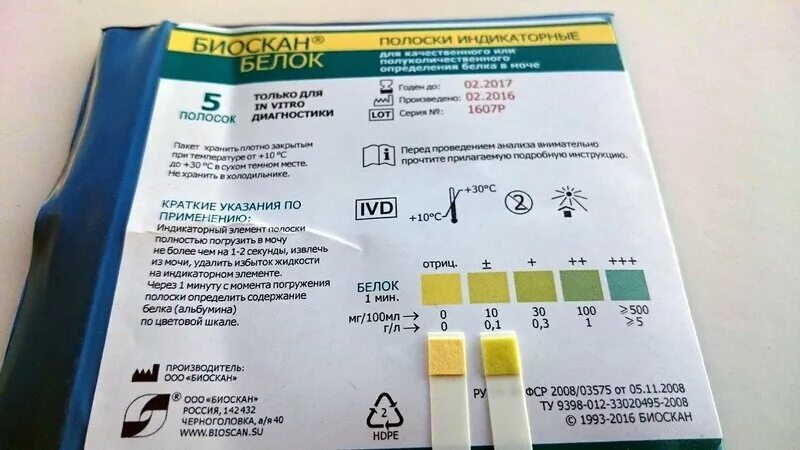 БИОСКАН®
БЕЛОК
ПОЛОСКИ ИНДИКАТОРНЫЕ
для качественного или
полуколичественного
определения белка в моче
5
ПОЛОСОК
ТОЛЬКО ДЛЯ
IN VITRO
ДИАГНОСТИКИ
Годен до: 02.2017
Произведено: 02.2016
LOT Серия №: 1607Р
Пакет хранить плотно закрытым
при температуре от +10 °С
до +30 °С в сухом темном месте.
Не хранить в холодильнике.
i Перед проведением анализа внимательно
прочтите прилагаемую подробную инструкцию.
IVD +10°C +30°C 2
КРАТКИЕ УКАЗАНИЯ ПО
ПРИМЕНЕНИЮ:
Индикаторный элемент полоски
полностью погрузить в мочу
не более чем на 1-2 секунды, извлечь
из мочи, удалить избыток жидкости
на индикаторном элементе.
Через 1 минуту с момента погружения
полоски определить содержание
белка (альбумина)
по цветовой шкале.
отриц. ± + ++ +++
БЕЛОК
1 мин.
мг/100мл 0 10 30 100 ≥500
г/л 0 0,1 0,3 1 ≥5
ПРОИЗВОДИТЕЛЬ:
ООО «БИОСКАН»
® ООО «БИОСКАН»
РОССИЯ, 142432
ЧЕРНОГОЛОВКА, а/я 40
WWW.BIOSCAN.SU
2
HDPE
РУ ФСР 2008/03575 от 05.11.2008
ТУ 9398-012-33020495-2008
© 1993-2016 БИОСКАН